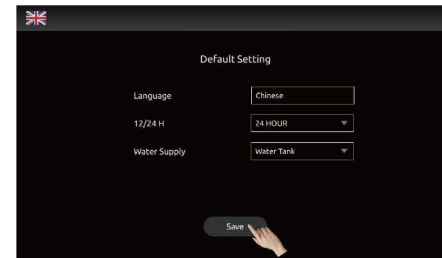 Default Setting
Language Chinese
12/24 H 24 HOUR
Water Supply Water Tank
Save